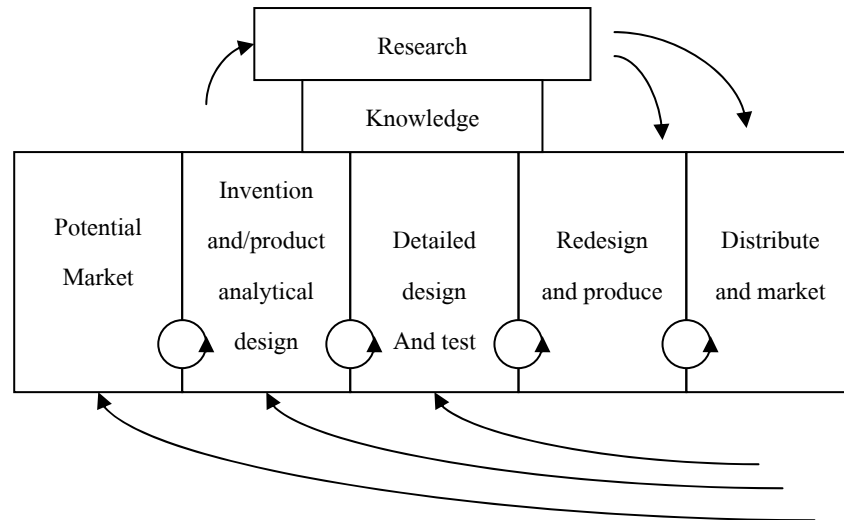 Research
Knowledge
Potential
Market
Invention
and/product
analytical
design
Detailed
design
And test
Redesign
and produce
Distribute
and market